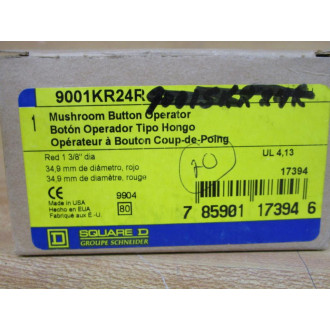 9001KR24R
1 Mushroom Button Operator
Botón Operador Tipo Hongo
Opérateur à Bouton Coup-de-Poing
Red 1 3/8" dia
34,9 mm de diámetro, rojo
34,9 mm de diamètre, rouge
20
UL 4,13
17394
CE
9904
Made in USA
Hecho en EUA
Fabriqué aux É.-U.
80
7 85901 17394 6
D SQUARE D
GROUPE SCHNEIDER